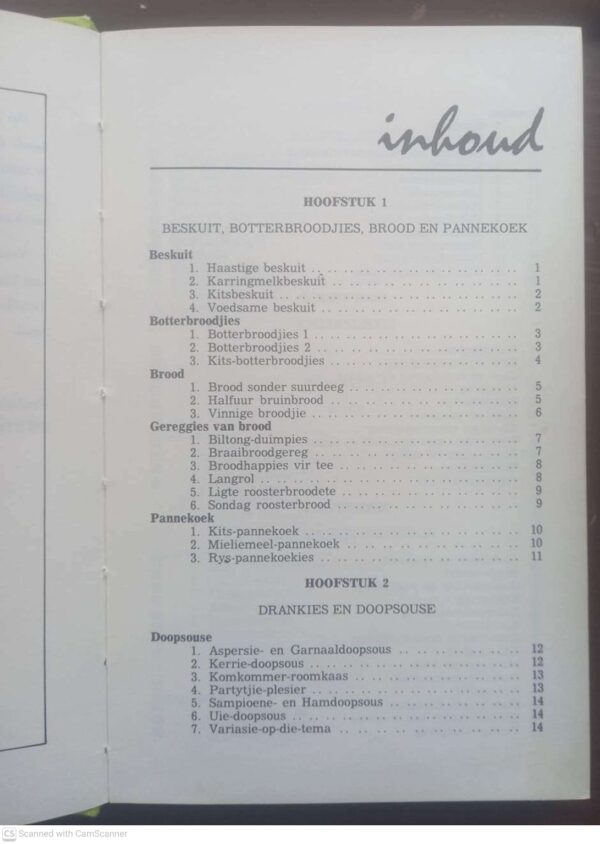 inhoud
HOOFSTUK 1
BESKUIT, BOTTERBROODJIES, BROOD EN PANNEKOEK
Beskuit
1. Haastige beskuit .. .. .. .. .. .. .. .. .. .. .. 1
2. Karringmelkbeskuit .. .. .. .. .. .. .. .. .. .. 1
3. Kitsbeskuit .. .. .. .. .. .. .. .. .. .. .. .. 2
4. Voedsame beskuit .. .. .. .. .. .. .. .. .. .. 2
Botterbroodjies
1. Botterbroodjies 1 .. .. .. .. .. .. .. .. .. .. 3
2. Botterbroodjies 2 .. .. .. .. .. .. .. .. .. .. 3
3. Kits-botterbroodjies .. .. .. .. .. .. .. .. .. 4
Brood
1. Brood sonder suurdeeg .. .. .. .. .. .. .. .. 5
2. Halfuur bruinbrood .. .. .. .. .. .. .. .. .. 5
3. Vinnige broodjie .. .. .. .. .. .. .. .. .. .. 6
Gereggies van brood
1. Biltong-duimpies .. .. .. .. .. .. .. .. .. .. 7
2. Braaibroodgereg .. .. .. .. .. .. .. .. .. .. 7
3. Broodhappies vir tee .. .. .. .. .. .. .. .. .. 8
4. Langrol .. .. .. .. .. .. .. .. .. .. .. .. .. 8
5. Ligte roosterbroodete .. .. .. .. .. .. .. .. 9
6. Sondag roosterbrood .. .. .. .. .. .. .. .. .. 9
Pannekoek
1. Kits-pannekoek .. .. .. .. .. .. .. .. .. .. .. 10
2. Mieliemeel-pannekoek .. .. .. .. .. .. .. .. .. 10
3. Rys-pannekoekies .. .. .. .. .. .. .. .. .. .. 11
HOOFSTUK 2
DRANKIES EN DOOPSOUSE
Doopsouse
1. Aspersie- en Garnaaldoopsous .. .. .. .. .. .. 12
2. Kerrie-doopsous .. .. .. .. .. .. .. .. .. .. 12
3. Komkommer-roomkaas .. .. .. .. .. .. .. .. 13
4. Partytjie-plesier .. .. .. .. .. .. .. .. .. .. 13
5. Sampioene- en Hamdoopsous .. .. .. .. .. .. 14
6. Uie-doopsous .. .. .. .. .. .. .. .. .. .. .. 14
7. Variasie-op-die-tema .. .. .. .. .. .. .. .. .. 14
CS Scanned with CamScanner